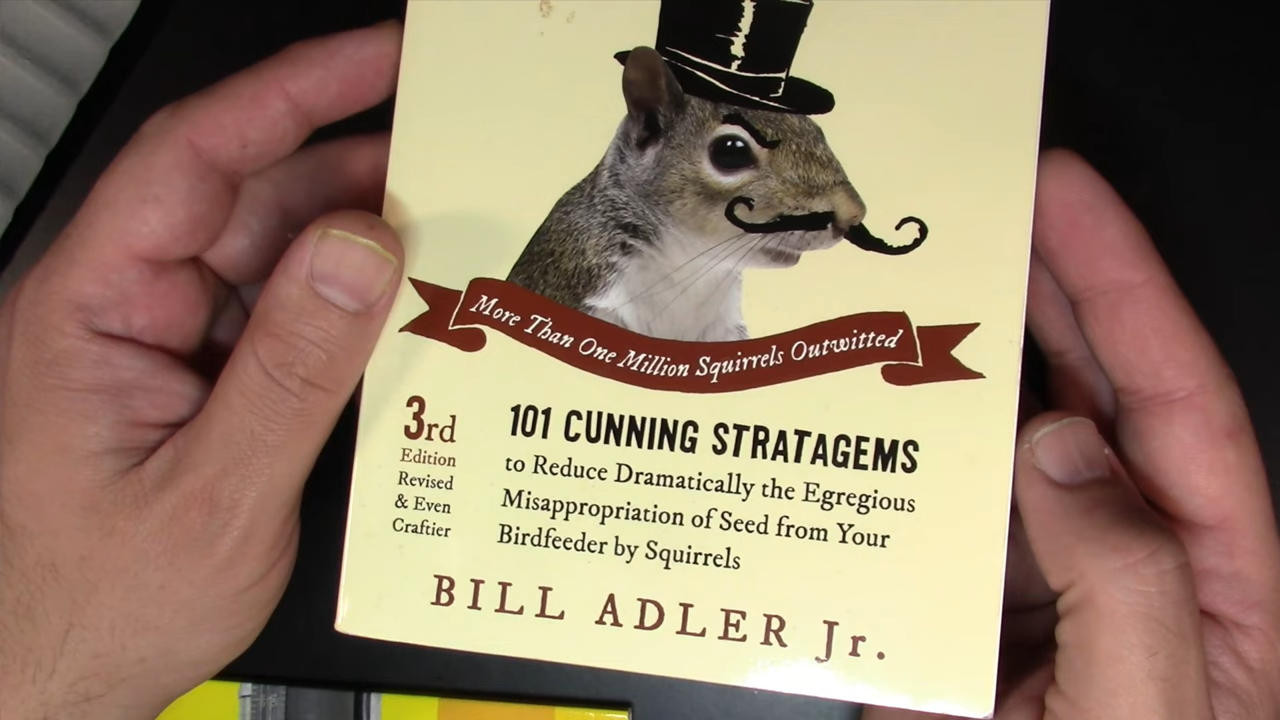 More Than One Million Squirrels Outwitted
3rd
Edition
Revised
& Even
Craftier
101 CUNNING STRATAGEMS
to Reduce Dramatically the Egregious
Misappropriation of Seed from Your
Birdfeeder by Squirrels
BILL ADLER Jr.